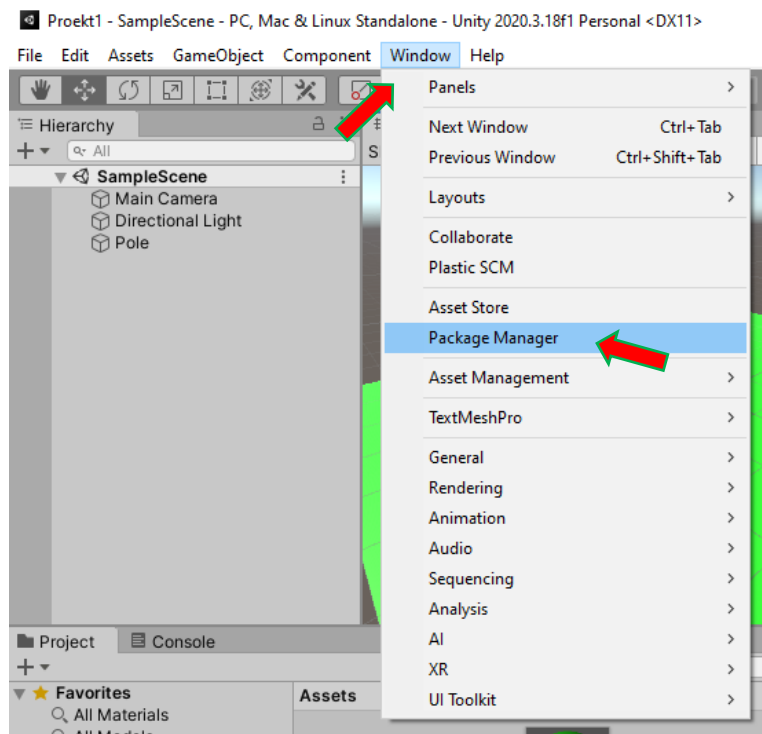 Proekt1 - SampleScene - PC, Mac & Linux Standalone - Unity 2020.3.18f1 Personal <DX11>
File Edit Assets GameObject Component Window Help
Hierarchy
All
S
SampleScene
Main Camera
Directional Light
Pole
Panels
Next Window Ctrl+Tab
Previous Window Ctrl+Shift+Tab
Layouts
Collaborate
Plastic SCM
Asset Store
Package Manager
Asset Management
TextMeshPro
General
Rendering
Animation
Audio
Sequencing
Analysis
AI
XR
UI Toolkit
Project Console
Favorites
All Materials
All Models
Assets